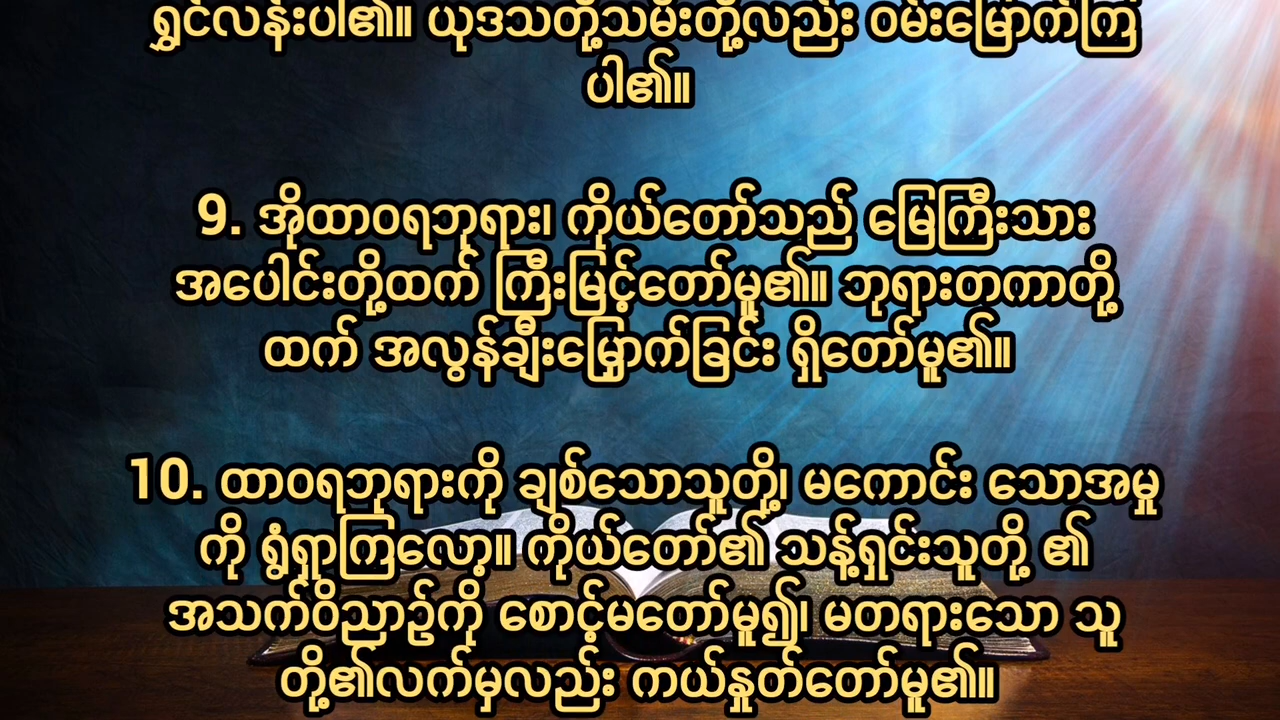 ရွှင်လန်းပါ၏။ ယုဒသတို့သမီးတို့လည်း ဝမ်းမြောက်ကြ
ပါ၏။
9. အိုထာဝရဘုရား၊ ကိုယ်တော်သည် မြေကြီးသား
အပေါင်းတို့ထက် ကြီးမြင့်တော်မူ၏။ ဘုရားတကာတို့
ထက် အလွန်ချီးမြှောက်ခြင်း ရှိတော်မူ၏။
10. ထာဝရဘုရားကို ချစ်သောသူတို့၊ မကောင်း သောအမှု
ကို ရွံရှာကြလော့။ ကိုယ်တော်၏ သန့်ရှင်းသူတို့ ၏
အသက်ဝိညာဉ်ကို စောင့်မတော်မူ၍၊ မတရားသော သူ
တို့၏လက်မှလည်း ကယ်နှုတ်တော်မူ၏။